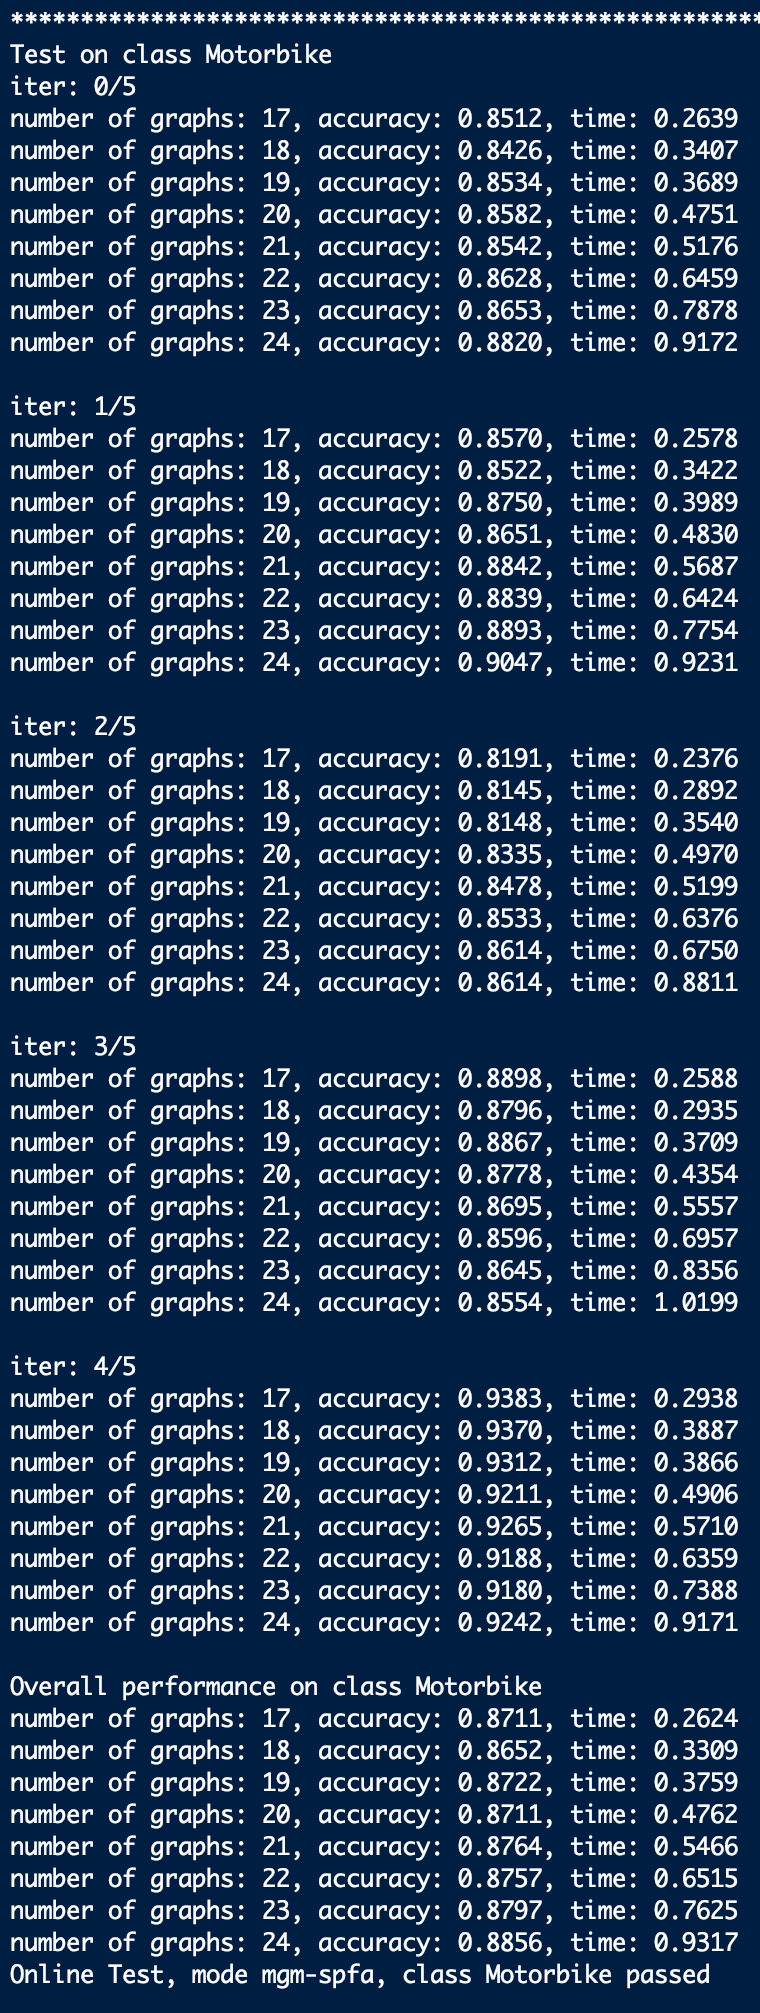 ******************************************************
Test on class Motorbike
iter: 0/5
number of graphs: 17, accuracy: 0.8512, time: 0.2639
number of graphs: 18, accuracy: 0.8426, time: 0.3407
number of graphs: 19, accuracy: 0.8534, time: 0.3689
number of graphs: 20, accuracy: 0.8582, time: 0.4751
number of graphs: 21, accuracy: 0.8542, time: 0.5176
number of graphs: 22, accuracy: 0.8628, time: 0.6459
number of graphs: 23, accuracy: 0.8653, time: 0.7878
number of graphs: 24, accuracy: 0.8820, time: 0.9172
iter: 1/5
number of graphs: 17, accuracy: 0.8570, time: 0.2578
number of graphs: 18, accuracy: 0.8522, time: 0.3422
number of graphs: 19, accuracy: 0.8750, time: 0.3989
number of graphs: 20, accuracy: 0.8651, time: 0.4830
number of graphs: 21, accuracy: 0.8842, time: 0.5687
number of graphs: 22, accuracy: 0.8839, time: 0.6424
number of graphs: 23, accuracy: 0.8893, time: 0.7754
number of graphs: 24, accuracy: 0.9047, time: 0.9231
iter: 2/5
number of graphs: 17, accuracy: 0.8191, time: 0.2376
number of graphs: 18, accuracy: 0.8145, time: 0.2892
number of graphs: 19, accuracy: 0.8148, time: 0.3540
number of graphs: 20, accuracy: 0.8335, time: 0.4970
number of graphs: 21, accuracy: 0.8478, time: 0.5199
number of graphs: 22, accuracy: 0.8533, time: 0.6376
number of graphs: 23, accuracy: 0.8614, time: 0.6750
number of graphs: 24, accuracy: 0.8614, time: 0.8811
iter: 3/5
number of graphs: 17, accuracy: 0.8898, time: 0.2588
number of graphs: 18, accuracy: 0.8796, time: 0.2935
number of graphs: 19, accuracy: 0.8867, time: 0.3709
number of graphs: 20, accuracy: 0.8778, time: 0.4354
number of graphs: 21, accuracy: 0.8695, time: 0.5557
number of graphs: 22, accuracy: 0.8596, time: 0.6957
number of graphs: 23, accuracy: 0.8645, time: 0.8356
number of graphs: 24, accuracy: 0.8554, time: 1.0199
iter: 4/5
number of graphs: 17, accuracy: 0.9383, time: 0.2938
number of graphs: 18, accuracy: 0.9370, time: 0.3887
number of graphs: 19, accuracy: 0.9312, time: 0.3866
number of graphs: 20, accuracy: 0.9211, time: 0.4906
number of graphs: 21, accuracy: 0.9265, time: 0.5710
number of graphs: 22, accuracy: 0.9188, time: 0.6359
number of graphs: 23, accuracy: 0.9180, time: 0.7388
number of graphs: 24, accuracy: 0.9242, time: 0.9171
Overall performance on class Motorbike
number of graphs: 17, accuracy: 0.8711, time: 0.2624
number of graphs: 18, accuracy: 0.8652, time: 0.3309
number of graphs: 19, accuracy: 0.8722, time: 0.3759
number of graphs: 20, accuracy: 0.8711, time: 0.4762
number of graphs: 21, accuracy: 0.8764, time: 0.5466
number of graphs: 22, accuracy: 0.8757, time: 0.6515
number of graphs: 23, accuracy: 0.8797, time: 0.7625
number of graphs: 24, accuracy: 0.8856, time: 0.9317
Online Test, mode mgm-spfa, class Motorbike passed